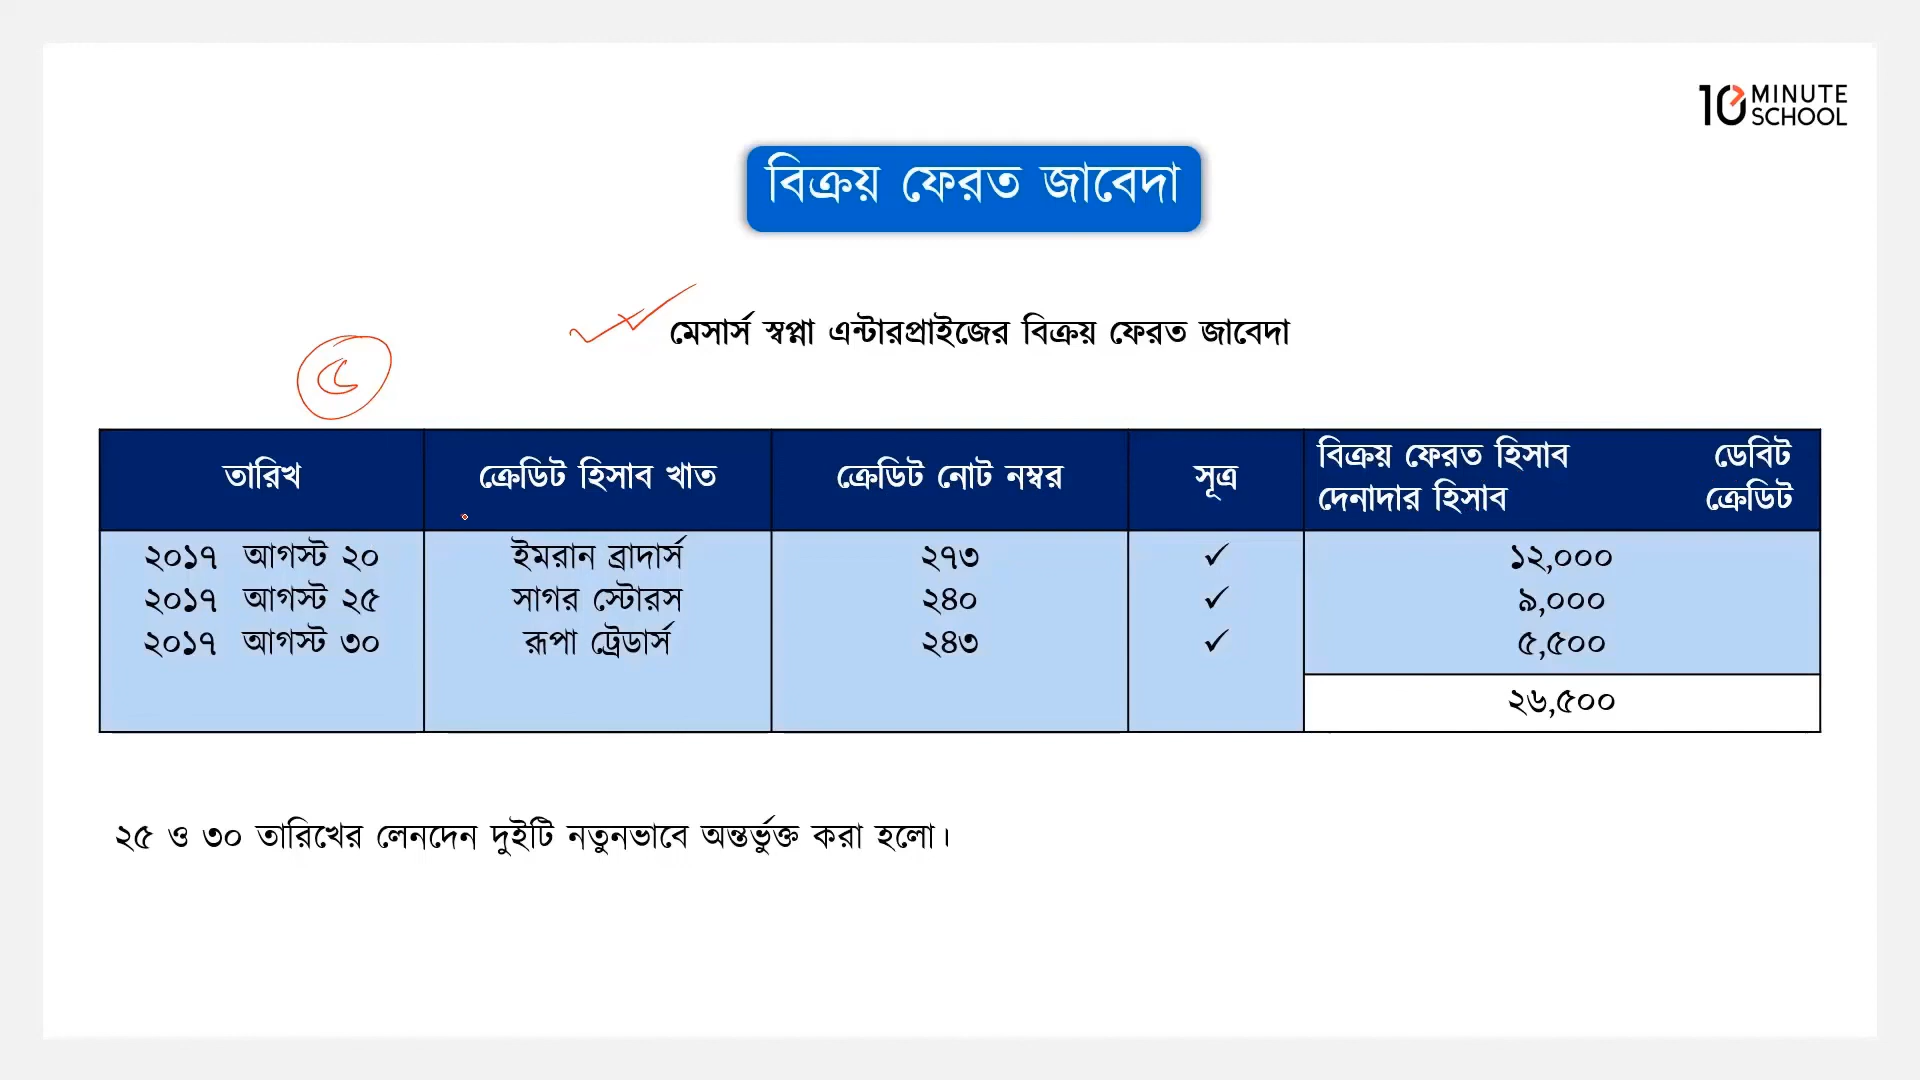 10 MINUTE SCHOOL
বিক্রয় ফেরত জাবেদা
মেসার্স স্বপ্না এন্টারপ্রাইজের বিক্রয় ফেরত জাবেদা
৫
তারিখ ক্রেডিট হিসাব খাত ক্রেডিট নোট নম্বর সূত্র বিক্রয় ফেরত হিসাব ডেবিট
দেনাদার হিসাব ক্রেডিট
২০১৭ আগস্ট ২০ ইমরান ব্রাদার্স ২৭৩ ✓ ১২,০০০
২০১৭ আগস্ট ২৫ সাগর স্টোরস ২৪০ ✓ ৯,০০০
২০১৭ আগস্ট ৩০ রূপা ট্রেডার্স ২৪৩ ✓ ৫,৫০০
২৬,৫০০
২৫ ও ৩০ তারিখের লেনদেন দুইটি নতুনভাবে অন্তর্ভুক্ত করা হলো।